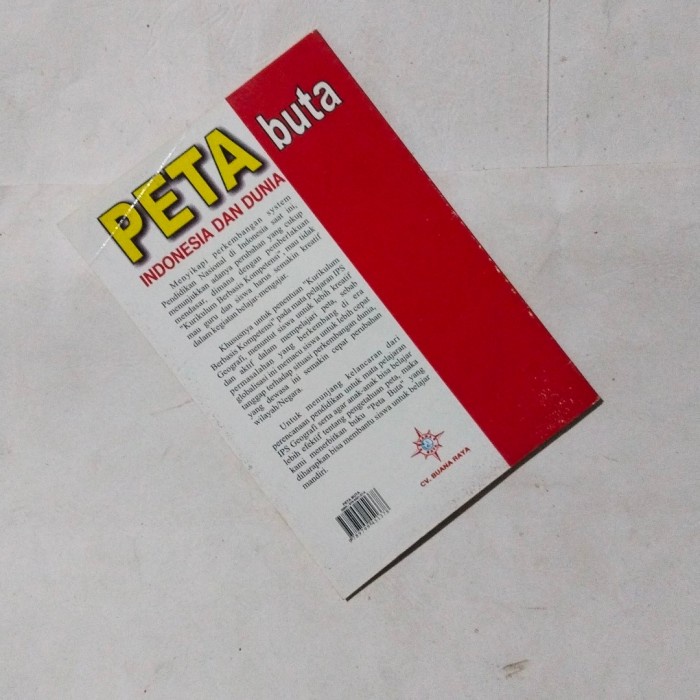 PETA buta
INDONESIA DAN DUNIA
Menyikapi perkembangan system
Pendidikan Nasional di Indonesia saat ini,
menunjukkan adanya perubahan yang cukup
mendasar, dimana dengan pemberlakuan
"Kurikulum Berbasis Kompetensi", mau tidak
mau guru dan siswa harus semakin kreatif
dalam kegiatan belajar-mengajar.
Khususnya untuk penentuan "Kurikulum
Berbasis Kompetensi" pada mata pelajaran IPS
Geografi, menuntut siswa untuk lebih kreatif
dan aktif dalam mempelajari peta, sebab
permasalahan yang berkembang di era
globalisasi ini memacu siswa untuk lebih cepat
tanggap terhadap situasi perkembangan dunia,
yang dewasa ini semakin cepat perubahan
wilayah/Negara.
Untuk menunjang kelancaran dari
perencanaan pendidikan untuk mata pelajaran
IPS Geografi serta agar anak-anak bisa belajar
lebih efektif tentang pengetahuan peta, maka
kami menerbitkan buku "Peta Buta" yang
diharapkan bisa membantu siswa untuk belajar
mandiri.
CV. BUANA RAYA